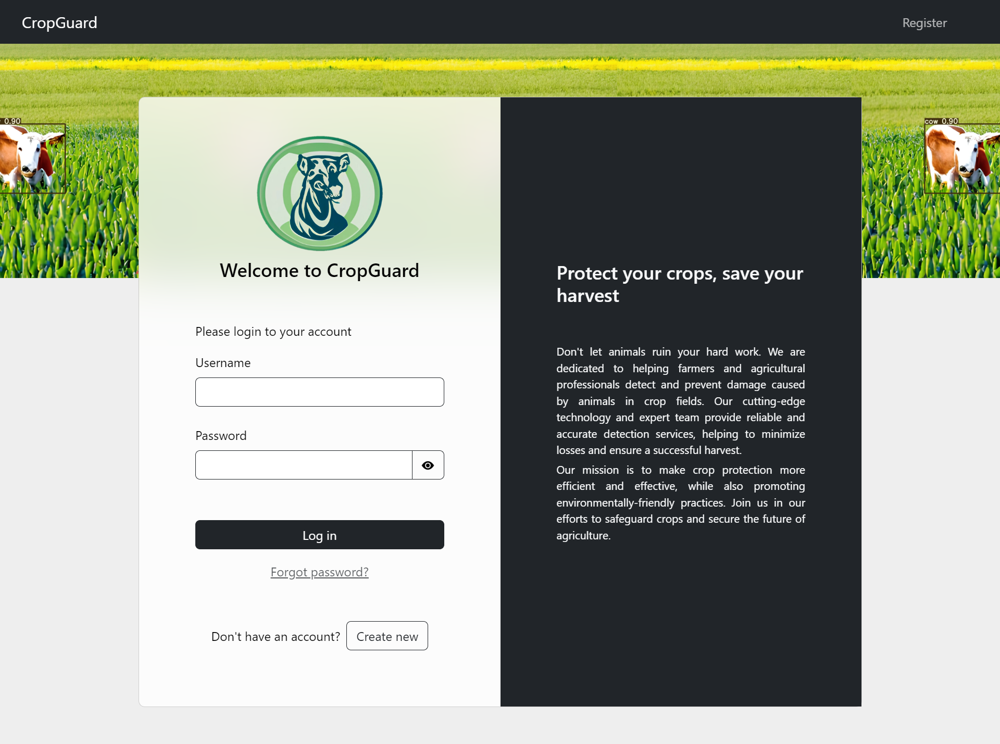 CropGuard
Register
0.90
cow 0.90
Welcome to CropGuard
Please login to your account
Username
Password
Log in
Forgot password?
Don't have an account?
Create new
Protect your crops, save your
harvest
Don't let animals ruin your hard work. We are
dedicated to helping farmers and agricultural
professionals detect and prevent damage caused
by animals in crop fields. Our cutting-edge
technology and expert team provide reliable and
accurate detection services, helping to minimize
losses and ensure a successful harvest.
Our mission is to make crop protection more
efficient and effective, while also promoting
environmentally-friendly practices. Join us in our
efforts to safeguard crops and secure the future of
agriculture.